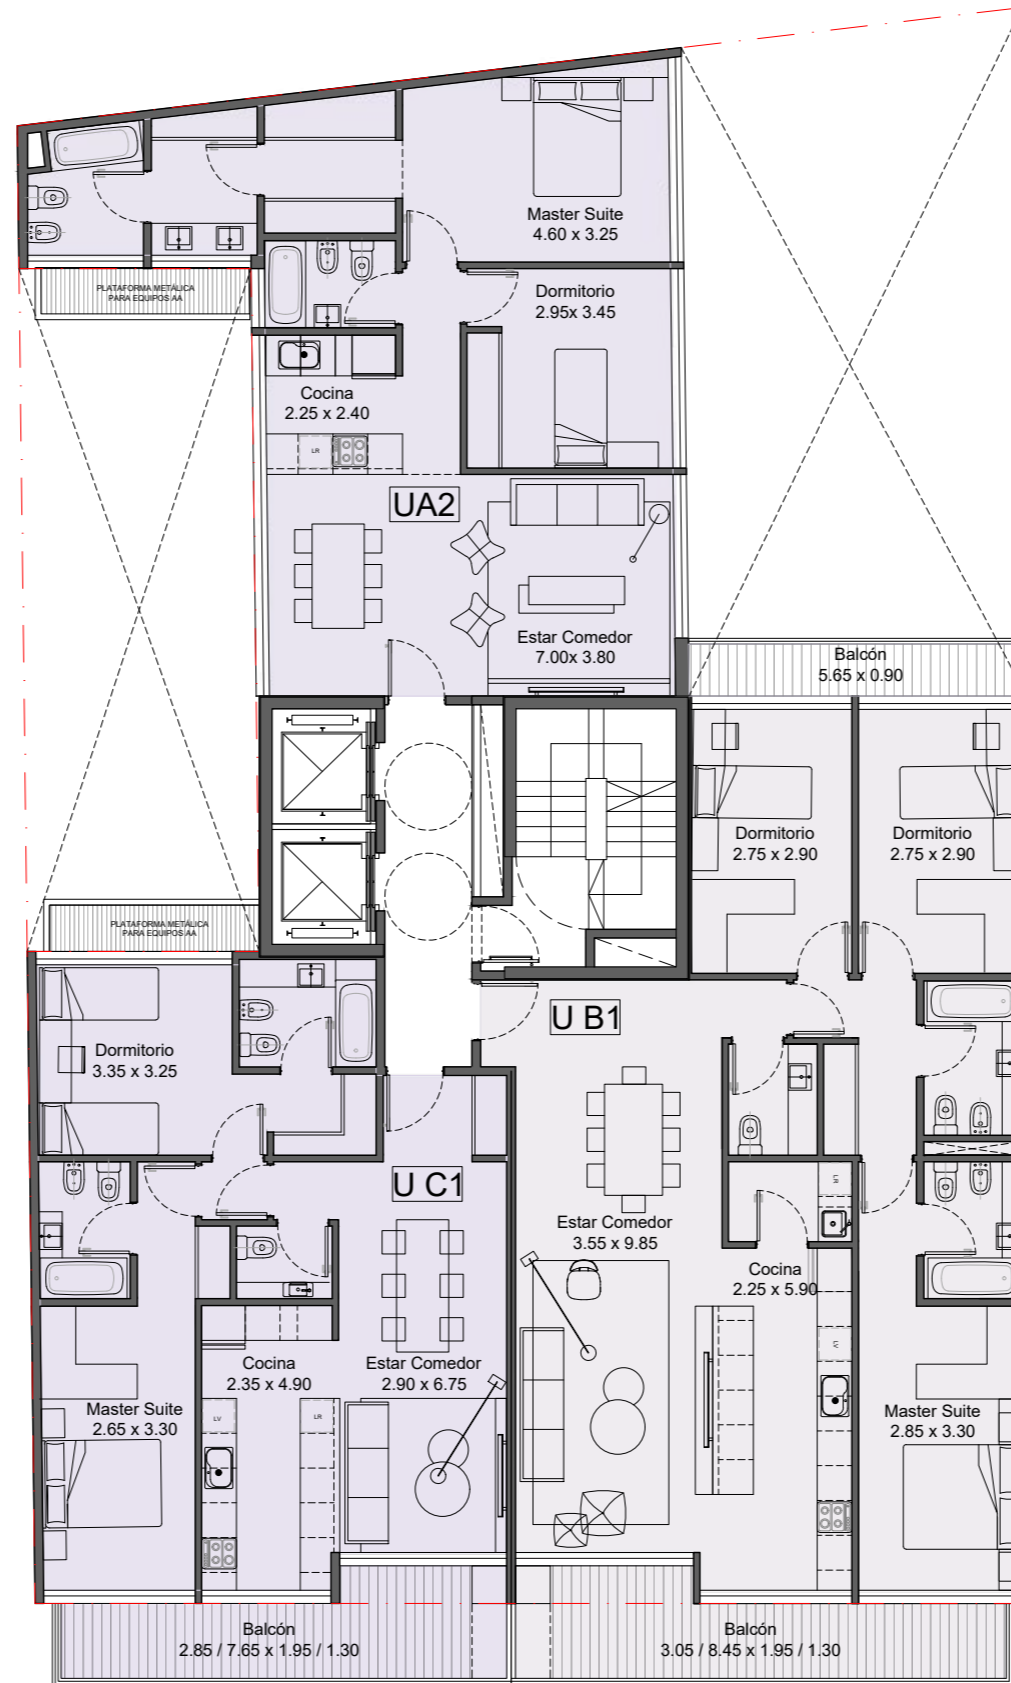 Master Suite
4.60 x 3.25
PLATAFORMA METÁLICA
PARA EQUIPOS AA
Dormitorio
2.95x 3.45
Cocina
2.25 x 2.40
LR
UA2
Estar Comedor
7.00x 3.80
Balcón
5.65 x 0.90
Dormitorio
2.75 x 2.90
Dormitorio
2.75 x 2.90
PLATAFORMA METÁLICA
PARA EQUIPOS AA
U B1
Dormitorio
3.35 x 3.25
U C1
LR
Estar Comedor
3.55 x 9.85
Cocina
2.25 x 5.90
LV
Cocina
2.35 x 4.90
Estar Comedor
2.90 x 6.75
Master Suite
2.65 x 3.30
LV
LR
Master Suite
2.85 x 3.30
Balcón
2.85 / 7.65 x 1.95 / 1.30
Balcón
3.05 / 8.45 x 1.95 / 1.30